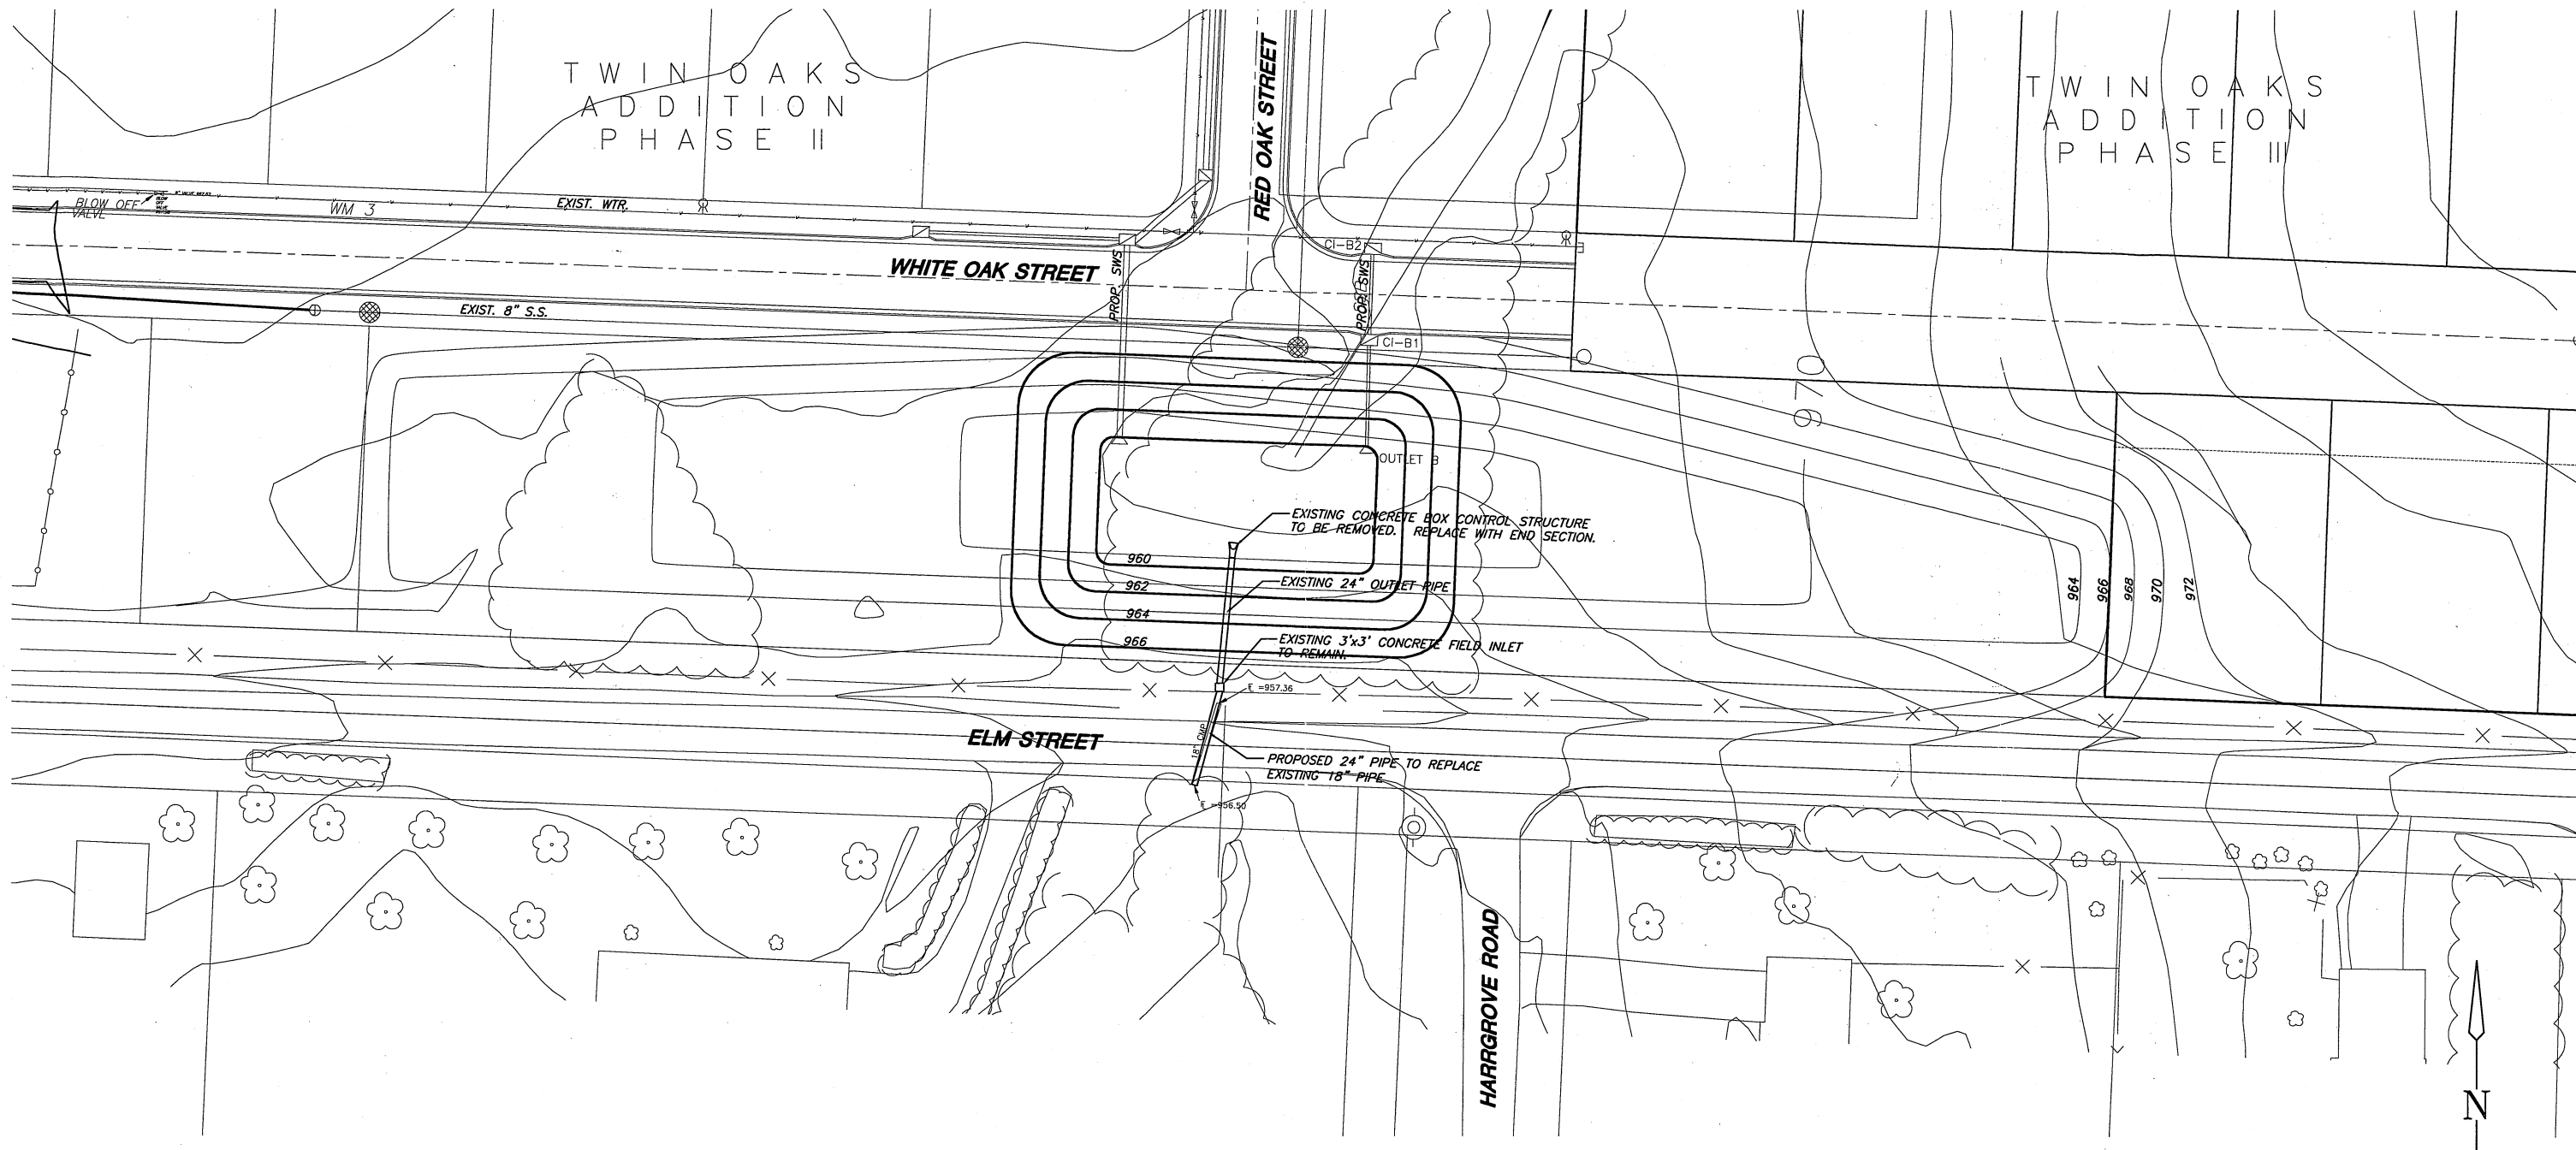 TWIN OAKS
ADDITION
PHASE II
RED OAK STREET
TWIN OAKS
ADDITION
PHASE III
BLOW OFF
VALVE
WM 3
EXIST. WTR.
WHITE OAK STREET
PROP. SWS
CI-B2
PROP. SWS
EXIST. 8" S.S.
CI-B1
970
OUTLET B
EXISTING CONCRETE BOX CONTROL STRUCTURE
TO BE REMOVED. REPLACE WITH END SECTION.
960
EXISTING 24" OUTLET PIPE
962
964
966
964
966
968
970
972
EXISTING 3'x3' CONCRETE FIELD INLET
TO REMAIN.
=957.36
ELM STREET
18" CMP
PROPOSED 24" PIPE TO REPLACE
EXISTING 18" PIPE
=956.50
HARRGROVE ROAD
N